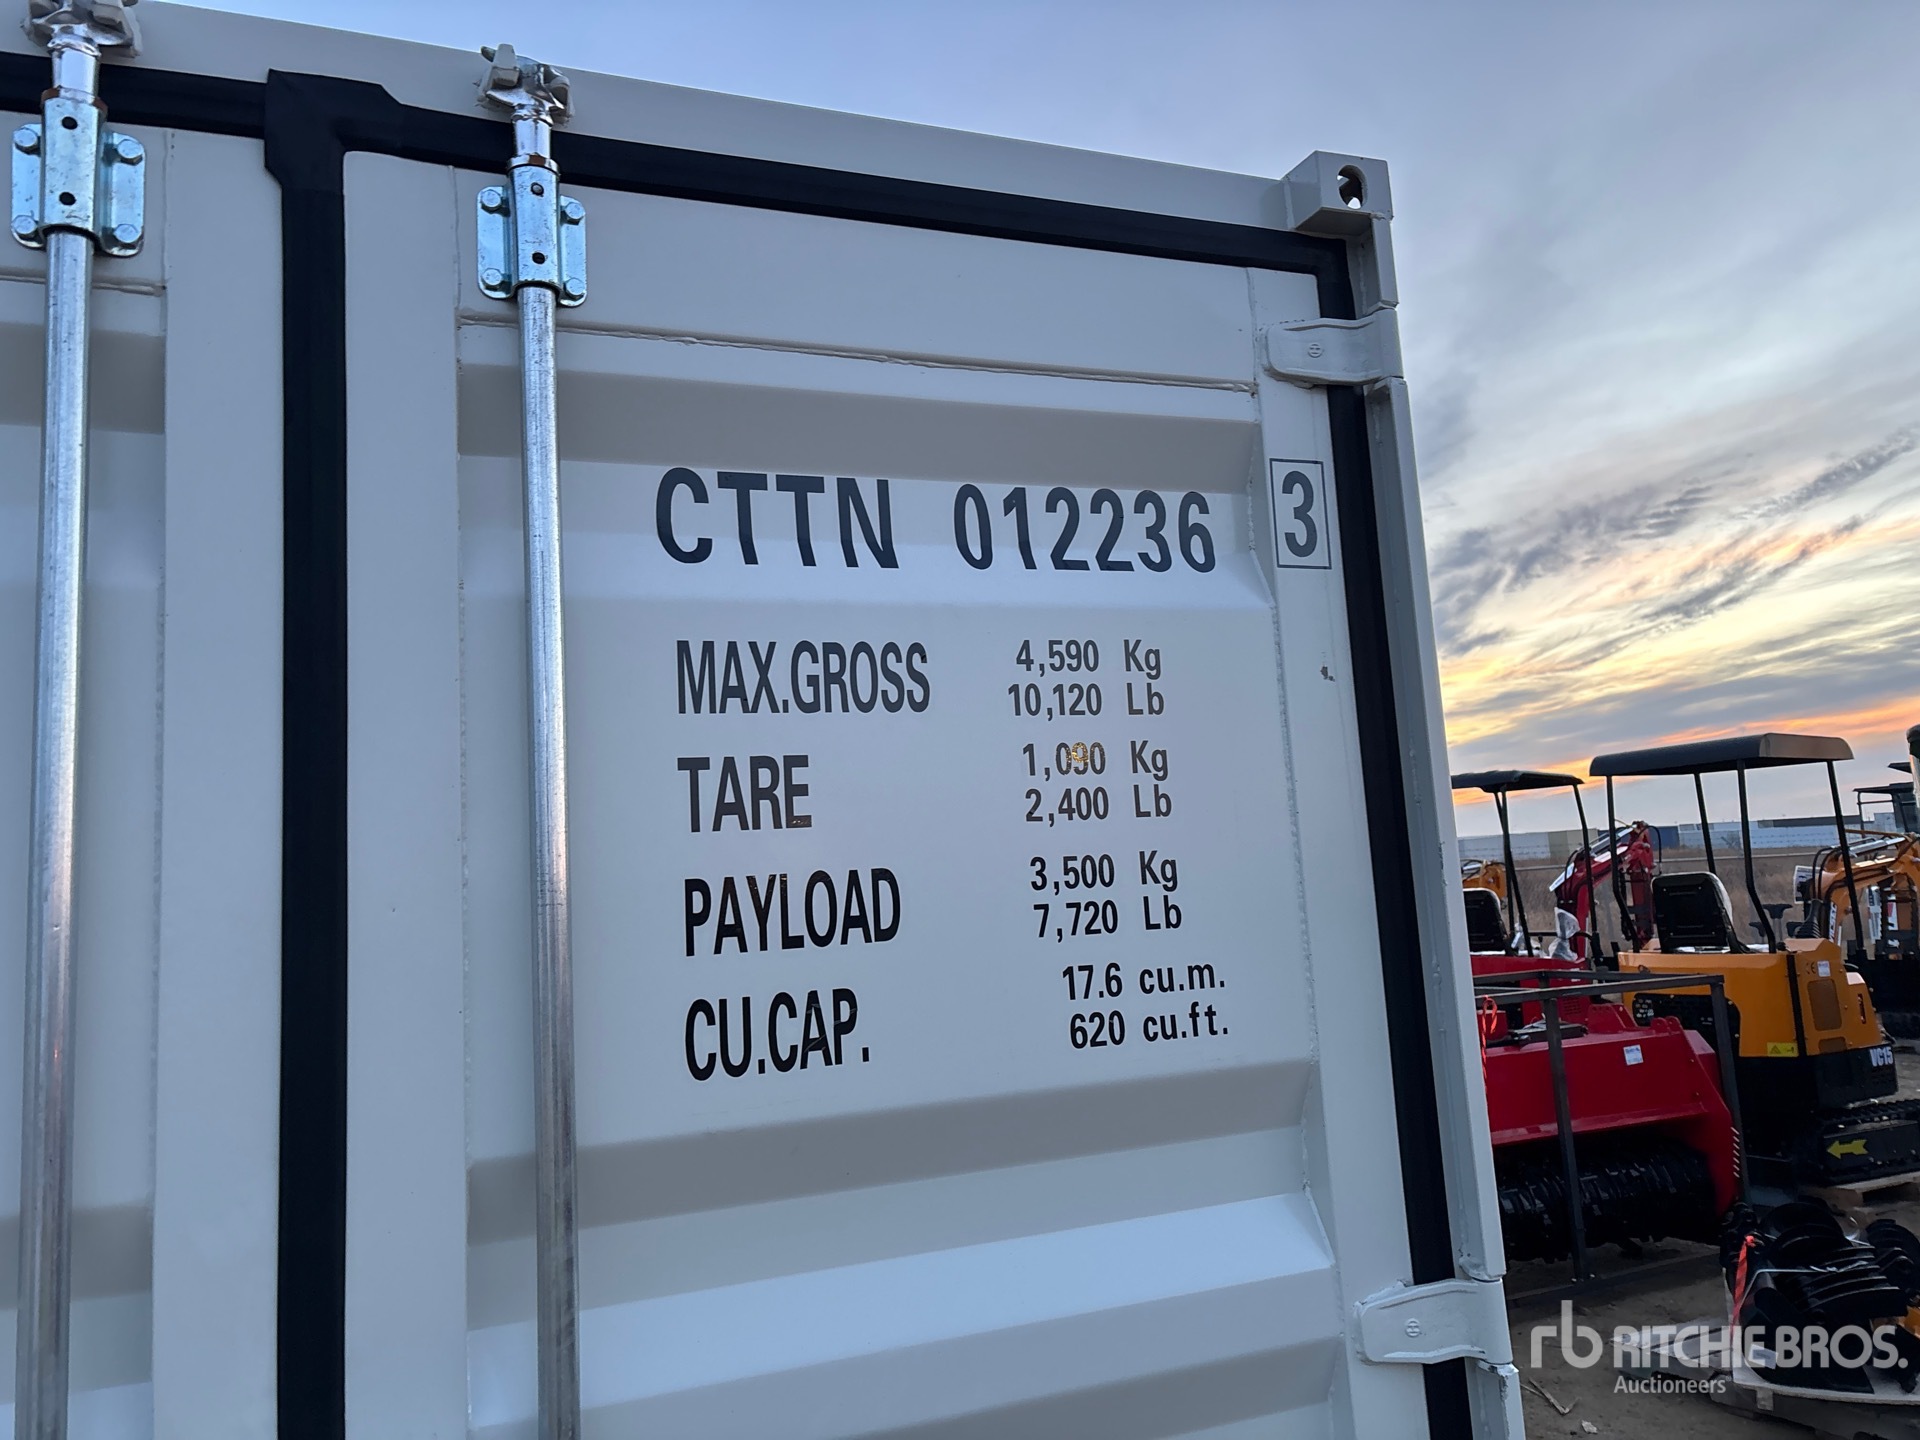 CTTN 012236 3
MAX.GROSS 4,590 Kg
10,120 Lb
TARE 1,090 Kg
2,400 Lb
PAYLOAD 3,500 Kg
7,720 Lb
CU.CAP. 17.6 cu.m.
620 cu.ft.
rb RITCHIE BROS.
Auctioneers